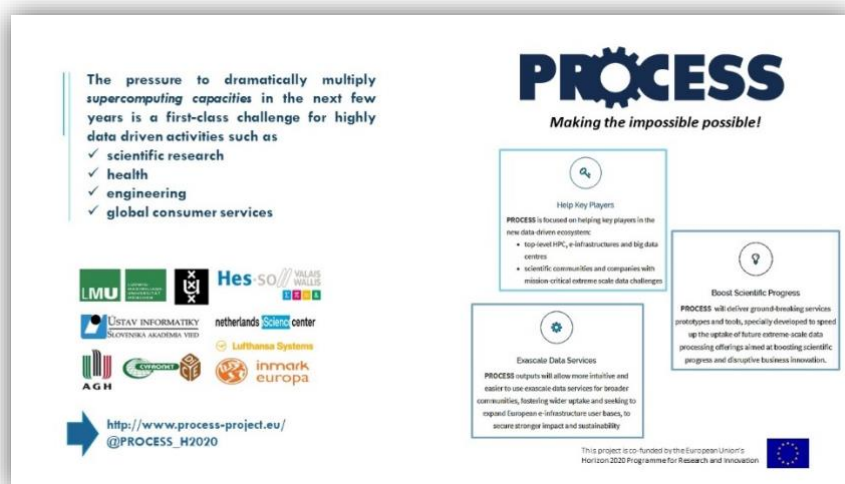 The pressure to dramatically multiply
supercomputing capacities in the next few
years is a first-class challenge for highly
data driven activities such as
✓ scientific research
✓ health
✓ engineering
✓ global consumer services
LMU
Hes·so// VALAIS
WALLIS
ÚSTAV INFORMATIKY
SLOVENSKÁ AKADÉMIA VIED
netherlands eScience center
Lufthansa Systems
AGH
CYFRONET
inmark
europa
http://www.process-project.eu/
@PROCESS_H2020
PROCESS
Making the impossible possible!
Help Key Players
PROCESS is focused on helping key players in the
new data-driven ecosystem:
• top-level HPC, e-infrastructures and big data
centres
• scientific communities and companies with
mission-critical extreme scale data challenges
Boost Scientific Progress
PROCESS will deliver ground-breaking services
prototypes and tools, specially developed to speed
up the uptake of future extreme-scale data
processing offerings aimed at boosting scientific
progress and disruptive business innovation.
Exascale Data Services
PROCESS outputs will allow more intuitive and
easier to use exascale data services for broader
communities, fostering wider uptake and seeking to
expand European e-infrastructure user bases, to
secure stronger impact and sustainability
This project is co-funded by the European Union's
Horizon 2020 Programme for Research and Innovation